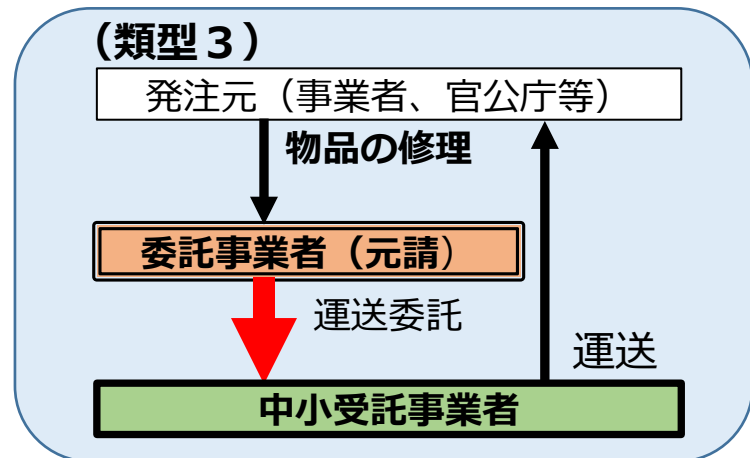 （類型３）
発注元（事業者、官公庁等）
物品の修理
委託事業者（元請）
運送委託
運送
中小受託事業者